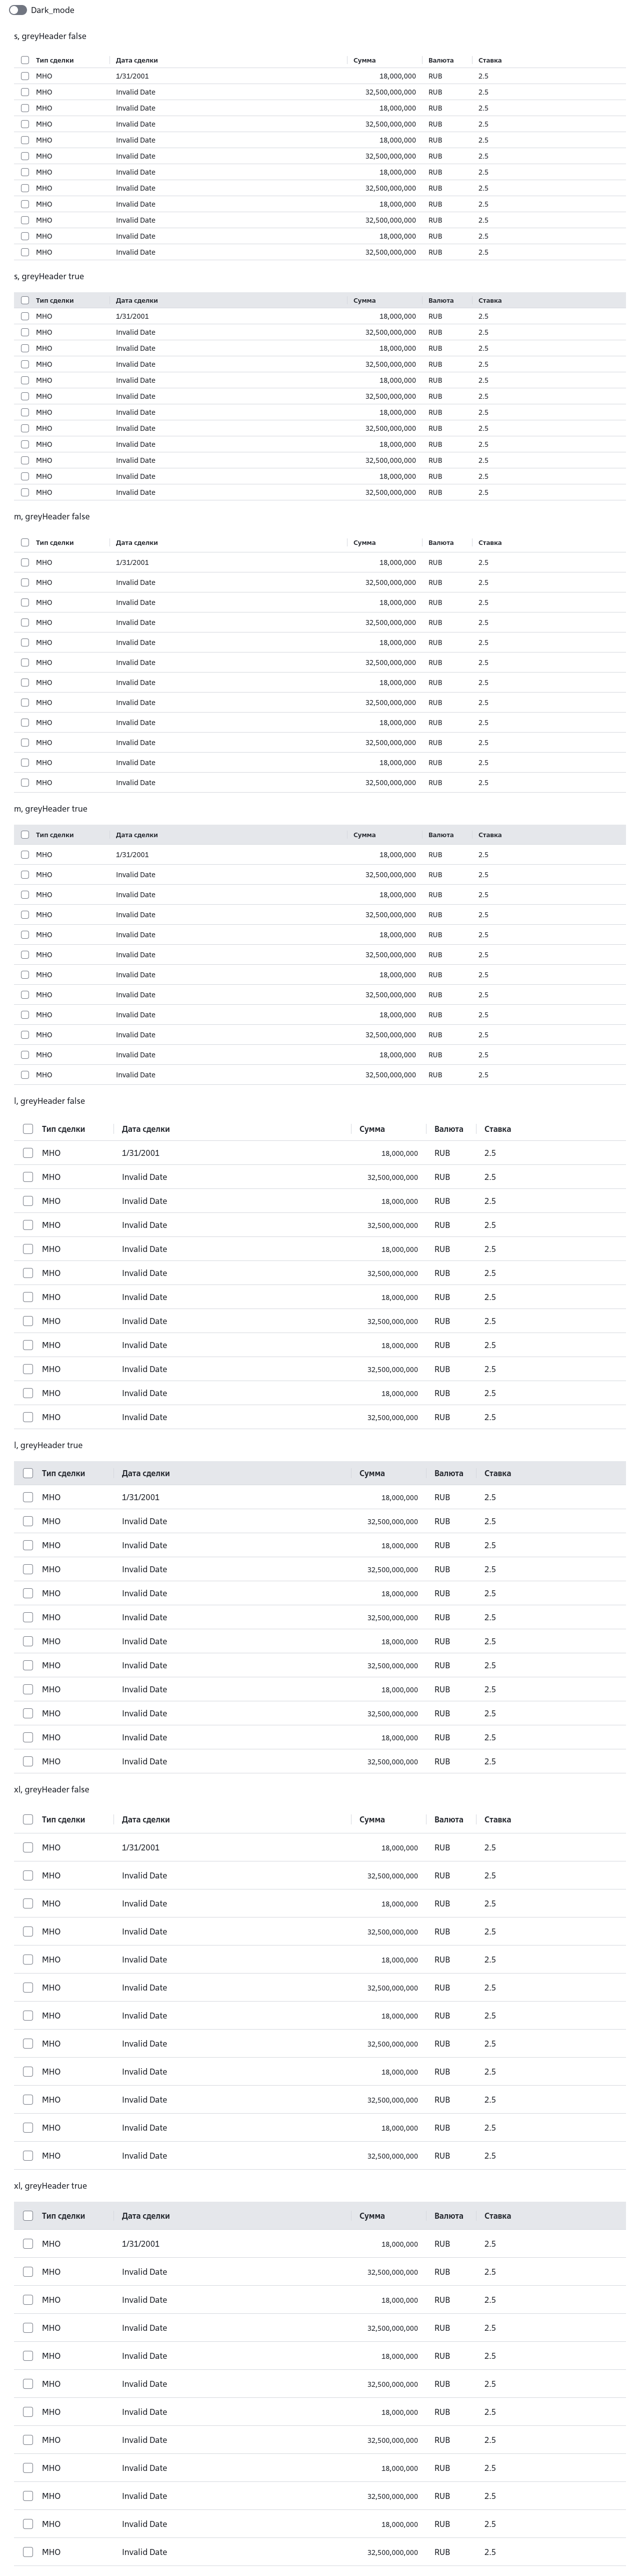 Dark_mode
s, greyHeader false
Тип сделки Дата сделки Сумма Валюта Ставка
МНО 1/31/2001 18,000,000 RUB 2.5
МНО Invalid Date 32,500,000,000 RUB 2.5
МНО Invalid Date 18,000,000 RUB 2.5
МНО Invalid Date 32,500,000,000 RUB 2.5
МНО Invalid Date 18,000,000 RUB 2.5
МНО Invalid Date 32,500,000,000 RUB 2.5
МНО Invalid Date 18,000,000 RUB 2.5
МНО Invalid Date 32,500,000,000 RUB 2.5
МНО Invalid Date 18,000,000 RUB 2.5
МНО Invalid Date 32,500,000,000 RUB 2.5
МНО Invalid Date 18,000,000 RUB 2.5
МНО Invalid Date 32,500,000,000 RUB 2.5
s, greyHeader true
Тип сделки Дата сделки Сумма Валюта Ставка
МНО 1/31/2001 18,000,000 RUB 2.5
МНО Invalid Date 32,500,000,000 RUB 2.5
МНО Invalid Date 18,000,000 RUB 2.5
МНО Invalid Date 32,500,000,000 RUB 2.5
МНО Invalid Date 18,000,000 RUB 2.5
МНО Invalid Date 32,500,000,000 RUB 2.5
МНО Invalid Date 18,000,000 RUB 2.5
МНО Invalid Date 32,500,000,000 RUB 2.5
МНО Invalid Date 18,000,000 RUB 2.5
МНО Invalid Date 32,500,000,000 RUB 2.5
МНО Invalid Date 18,000,000 RUB 2.5
МНО Invalid Date 32,500,000,000 RUB 2.5
m, greyHeader false
Тип сделки Дата сделки Сумма Валюта Ставка
МНО 1/31/2001 18,000,000 RUB 2.5
МНО Invalid Date 32,500,000,000 RUB 2.5
МНО Invalid Date 18,000,000 RUB 2.5
МНО Invalid Date 32,500,000,000 RUB 2.5
МНО Invalid Date 18,000,000 RUB 2.5
МНО Invalid Date 32,500,000,000 RUB 2.5
МНО Invalid Date 18,000,000 RUB 2.5
МНО Invalid Date 32,500,000,000 RUB 2.5
МНО Invalid Date 18,000,000 RUB 2.5
МНО Invalid Date 32,500,000,000 RUB 2.5
МНО Invalid Date 18,000,000 RUB 2.5
МНО Invalid Date 32,500,000,000 RUB 2.5
m, greyHeader true
Тип сделки Дата сделки Сумма Валюта Ставка
МНО 1/31/2001 18,000,000 RUB 2.5
МНО Invalid Date 32,500,000,000 RUB 2.5
МНО Invalid Date 18,000,000 RUB 2.5
МНО Invalid Date 32,500,000,000 RUB 2.5
МНО Invalid Date 18,000,000 RUB 2.5
МНО Invalid Date 32,500,000,000 RUB 2.5
МНО Invalid Date 18,000,000 RUB 2.5
МНО Invalid Date 32,500,000,000 RUB 2.5
МНО Invalid Date 18,000,000 RUB 2.5
МНО Invalid Date 32,500,000,000 RUB 2.5
МНО Invalid Date 18,000,000 RUB 2.5
МНО Invalid Date 32,500,000,000 RUB 2.5
l, greyHeader false
Тип сделки Дата сделки Сумма Валюта Ставка
МНО 1/31/2001 18,000,000 RUB 2.5
МНО Invalid Date 32,500,000,000 RUB 2.5
МНО Invalid Date 18,000,000 RUB 2.5
МНО Invalid Date 32,500,000,000 RUB 2.5
МНО Invalid Date 18,000,000 RUB 2.5
МНО Invalid Date 32,500,000,000 RUB 2.5
МНО Invalid Date 18,000,000 RUB 2.5
МНО Invalid Date 32,500,000,000 RUB 2.5
МНО Invalid Date 18,000,000 RUB 2.5
МНО Invalid Date 32,500,000,000 RUB 2.5
МНО Invalid Date 18,000,000 RUB 2.5
МНО Invalid Date 32,500,000,000 RUB 2.5
l, greyHeader true
Тип сделки Дата сделки Сумма Валюта Ставка
МНО 1/31/2001 18,000,000 RUB 2.5
МНО Invalid Date 32,500,000,000 RUB 2.5
МНО Invalid Date 18,000,000 RUB 2.5
МНО Invalid Date 32,500,000,000 RUB 2.5
МНО Invalid Date 18,000,000 RUB 2.5
МНО Invalid Date 32,500,000,000 RUB 2.5
МНО Invalid Date 18,000,000 RUB 2.5
МНО Invalid Date 32,500,000,000 RUB 2.5
МНО Invalid Date 18,000,000 RUB 2.5
МНО Invalid Date 32,500,000,000 RUB 2.5
МНО Invalid Date 18,000,000 RUB 2.5
МНО Invalid Date 32,500,000,000 RUB 2.5
xl, greyHeader false
Тип сделки Дата сделки Сумма Валюта Ставка
МНО 1/31/2001 18,000,000 RUB 2.5
МНО Invalid Date 32,500,000,000 RUB 2.5
МНО Invalid Date 18,000,000 RUB 2.5
МНО Invalid Date 32,500,000,000 RUB 2.5
МНО Invalid Date 18,000,000 RUB 2.5
МНО Invalid Date 32,500,000,000 RUB 2.5
МНО Invalid Date 18,000,000 RUB 2.5
МНО Invalid Date 32,500,000,000 RUB 2.5
МНО Invalid Date 18,000,000 RUB 2.5
МНО Invalid Date 32,500,000,000 RUB 2.5
МНО Invalid Date 18,000,000 RUB 2.5
МНО Invalid Date 32,500,000,000 RUB 2.5
xl, greyHeader true
Тип сделки Дата сделки Сумма Валюта Ставка
МНО 1/31/2001 18,000,000 RUB 2.5
МНО Invalid Date 32,500,000,000 RUB 2.5
МНО Invalid Date 18,000,000 RUB 2.5
МНО Invalid Date 32,500,000,000 RUB 2.5
МНО Invalid Date 18,000,000 RUB 2.5
МНО Invalid Date 32,500,000,000 RUB 2.5
МНО Invalid Date 18,000,000 RUB 2.5
МНО Invalid Date 32,500,000,000 RUB 2.5
МНО Invalid Date 18,000,000 RUB 2.5
МНО Invalid Date 32,500,000,000 RUB 2.5
МНО Invalid Date 18,000,000 RUB 2.5
МНО Invalid Date 32,500,000,000 RUB 2.5